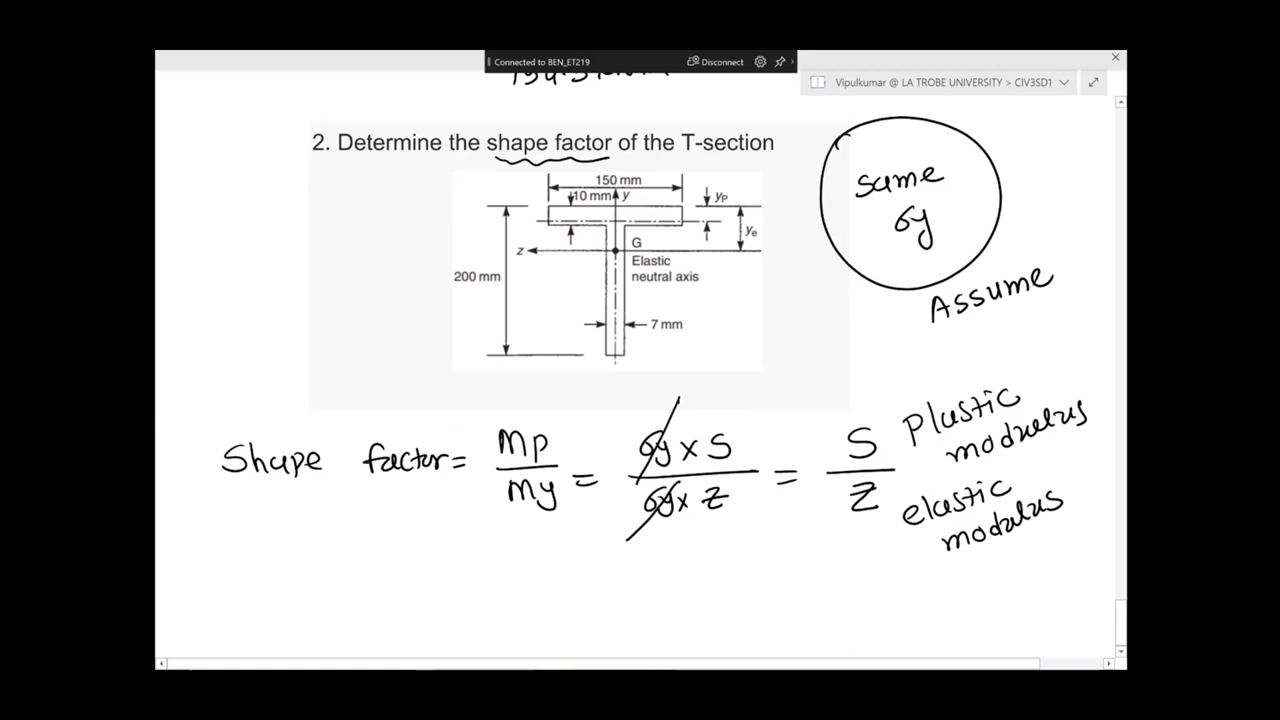 Connected to BEN_ET219
Disconnect
Vipulkumar @ LA TROBE UNIVERSITY > CIV3SD1
2. Determine the shape factor of the T-section
150 mm
10 mm
y
yP
ye
z
G
Elastic
neutral axis
200 mm
7 mm
same
σy
Assume
Shape factor = Mp/My = σy x S/σy x Z = S/Z
Plastic
modulus
elastic
modulus